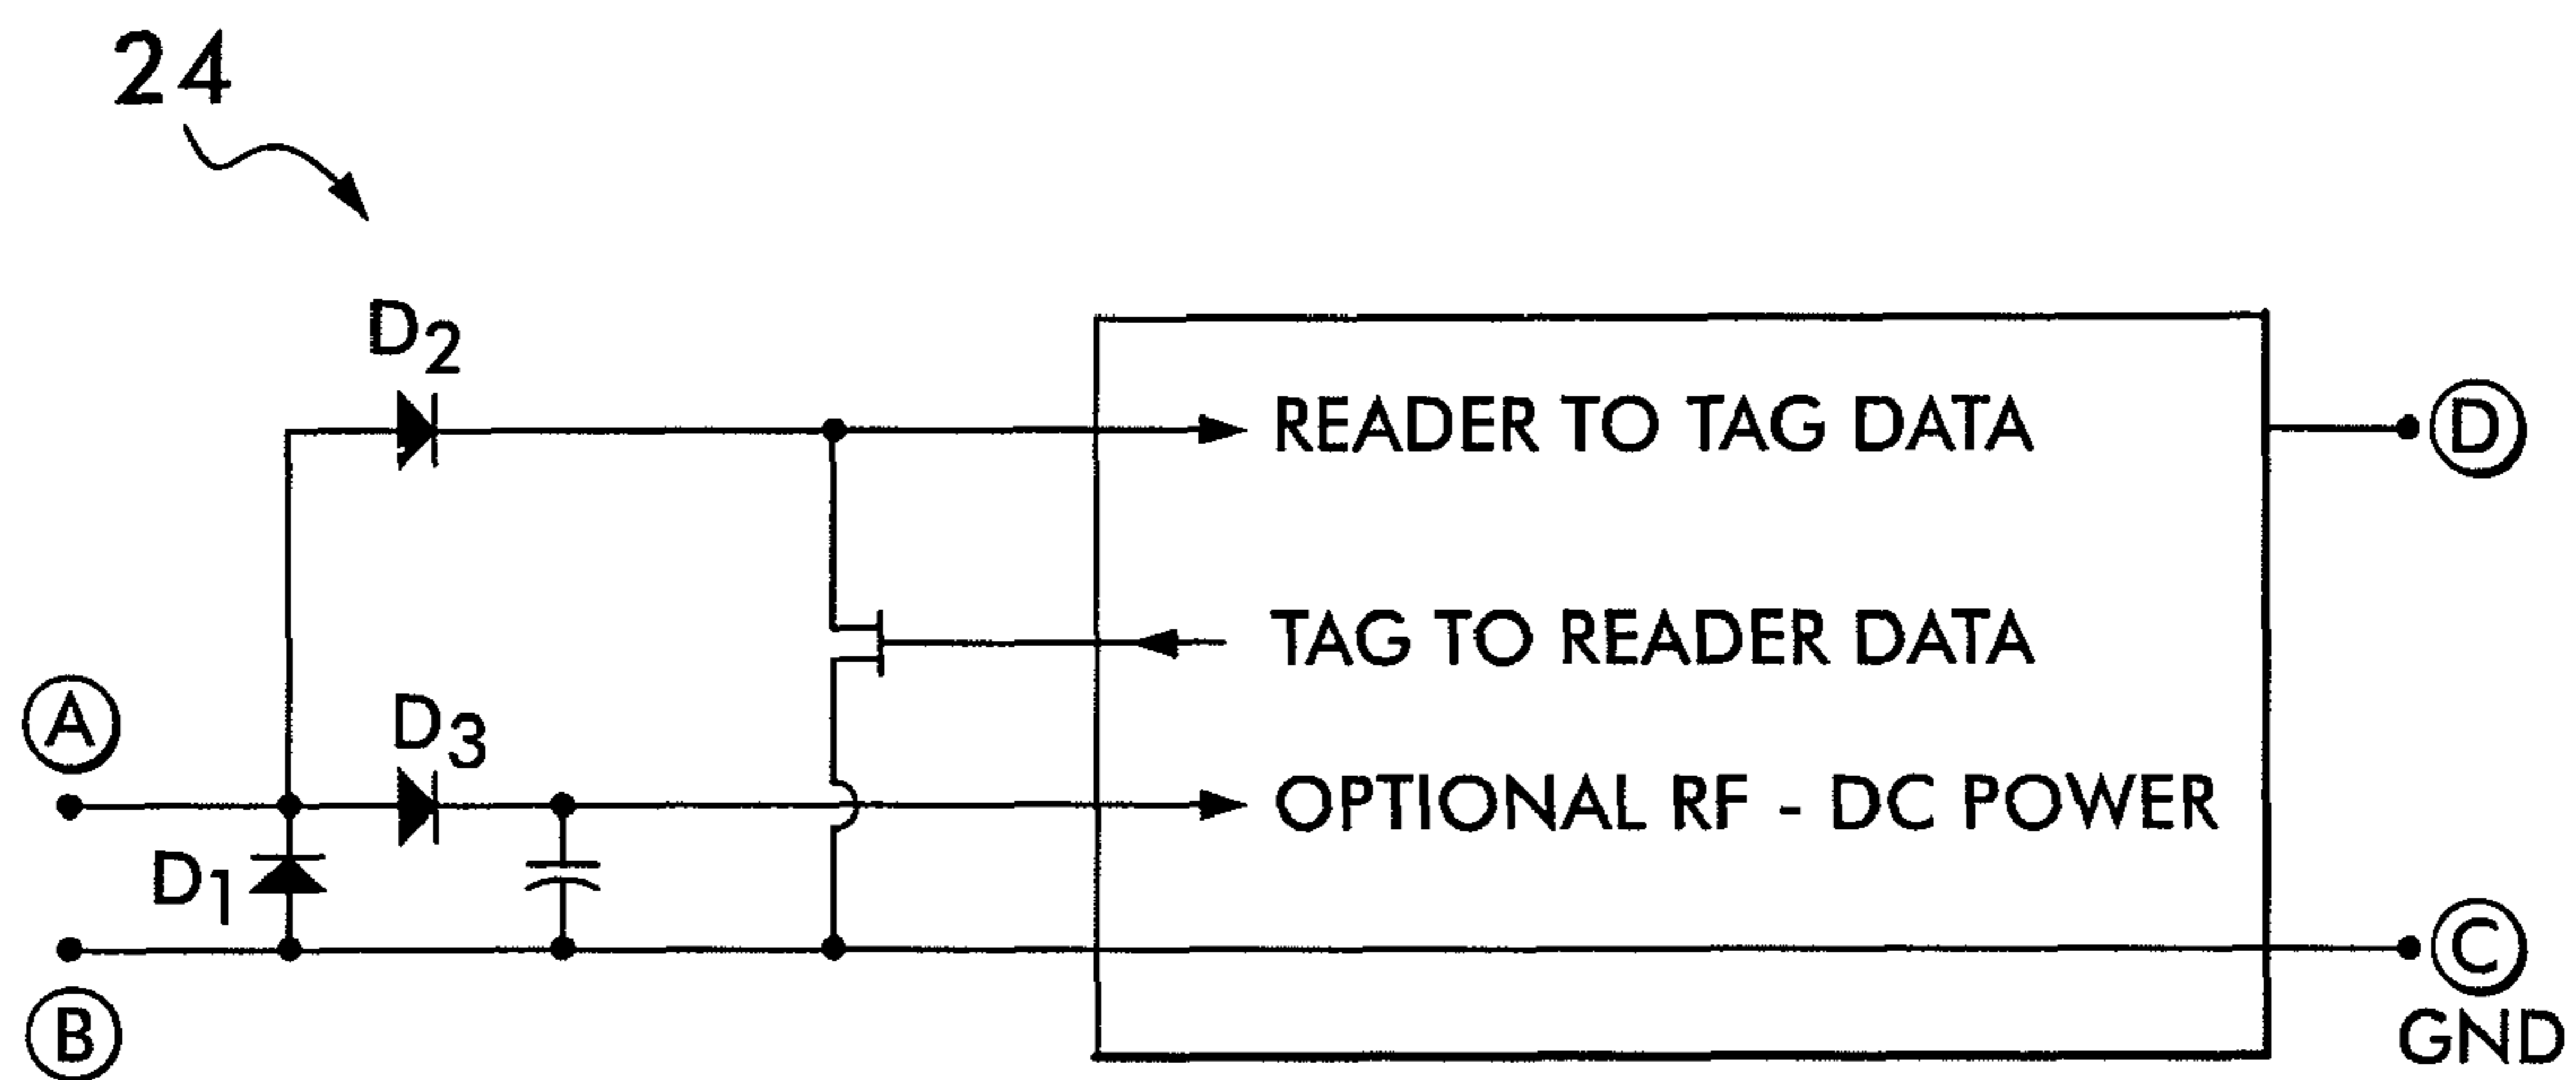 24
D2
READER TO TAG DATA
D
TAG TO READER DATA
A
D3
OPTIONAL RF - DC POWER
D1
B
C
GND